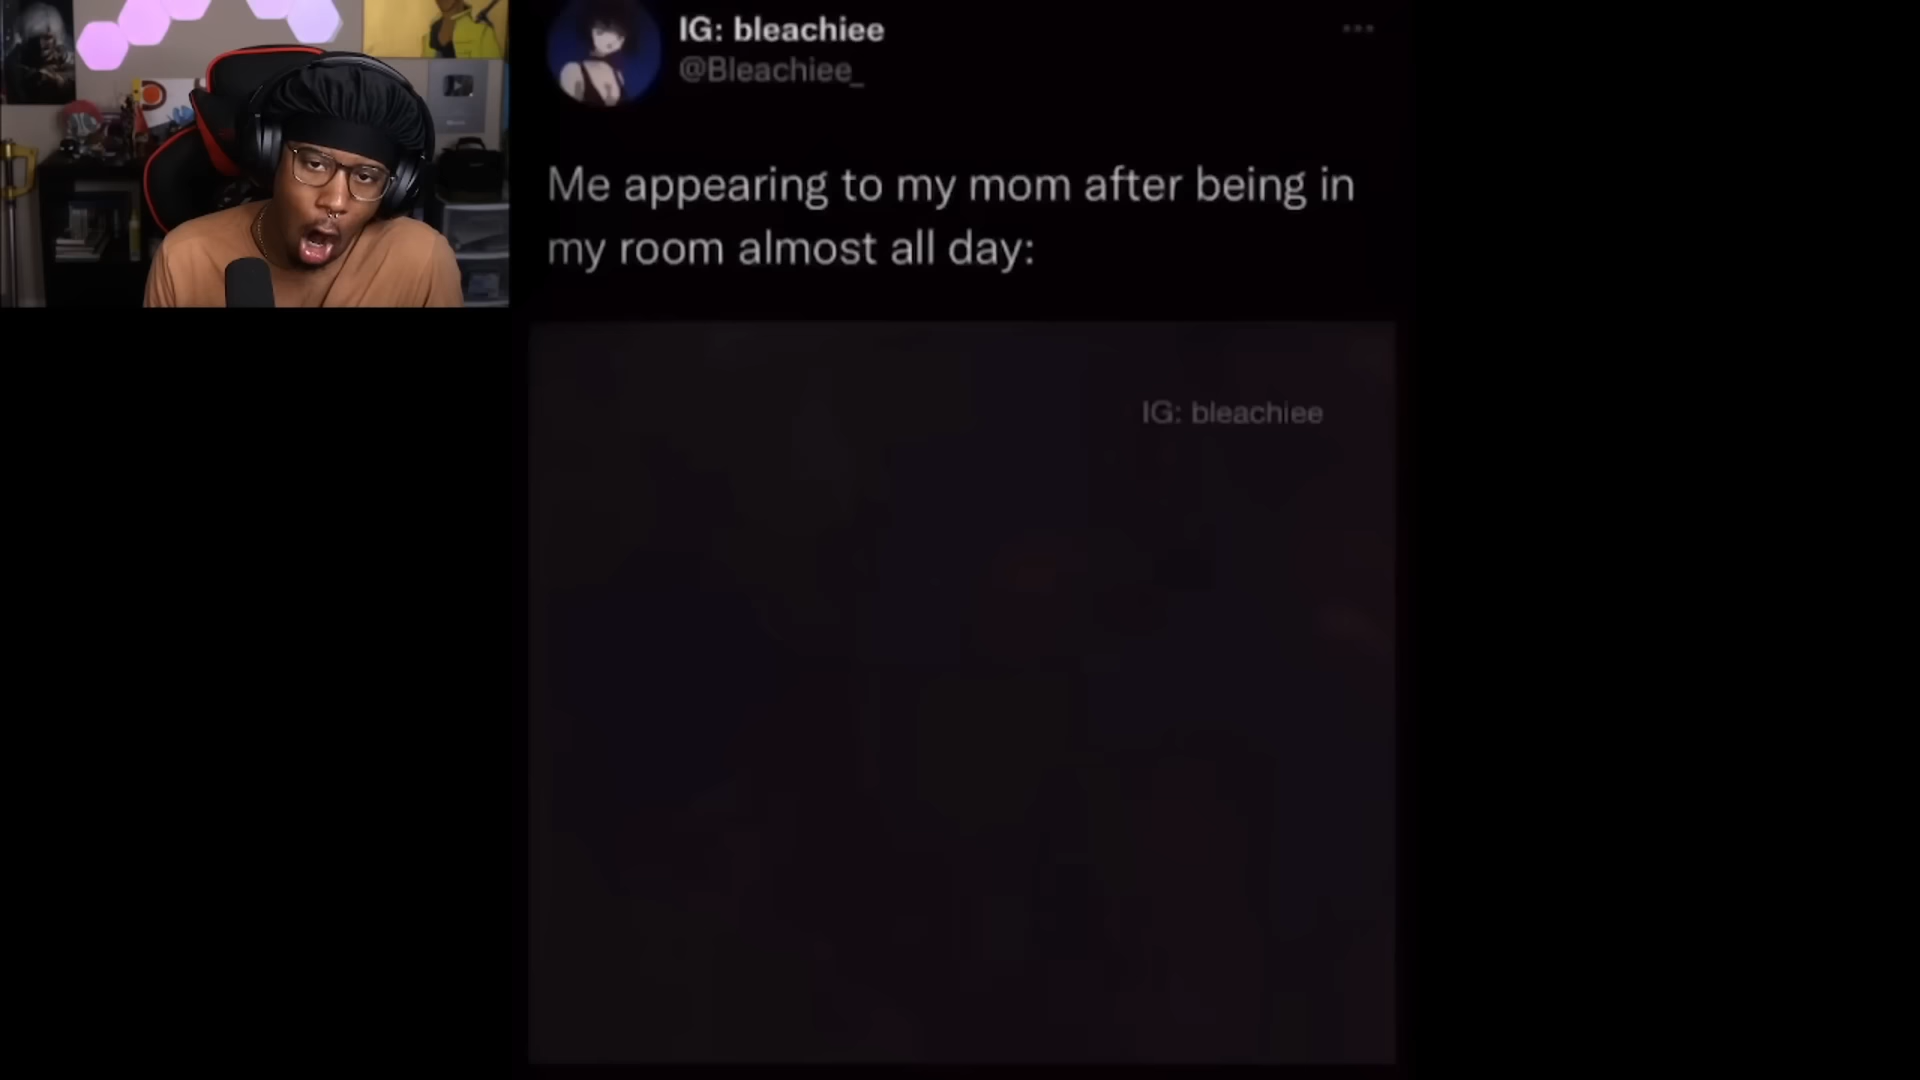 IG: bleachiee
@Bleachiee_
Me appearing to my mom after being in
my room almost all day:
IG: bleachiee